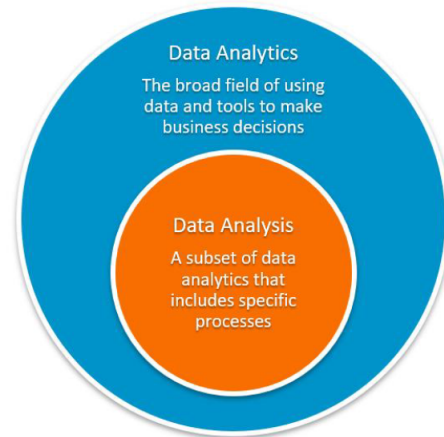 Data Analytics
The broad field of using
data and tools to make
business decisions
Data Analysis
A subset of data
analytics that
includes specific
processes